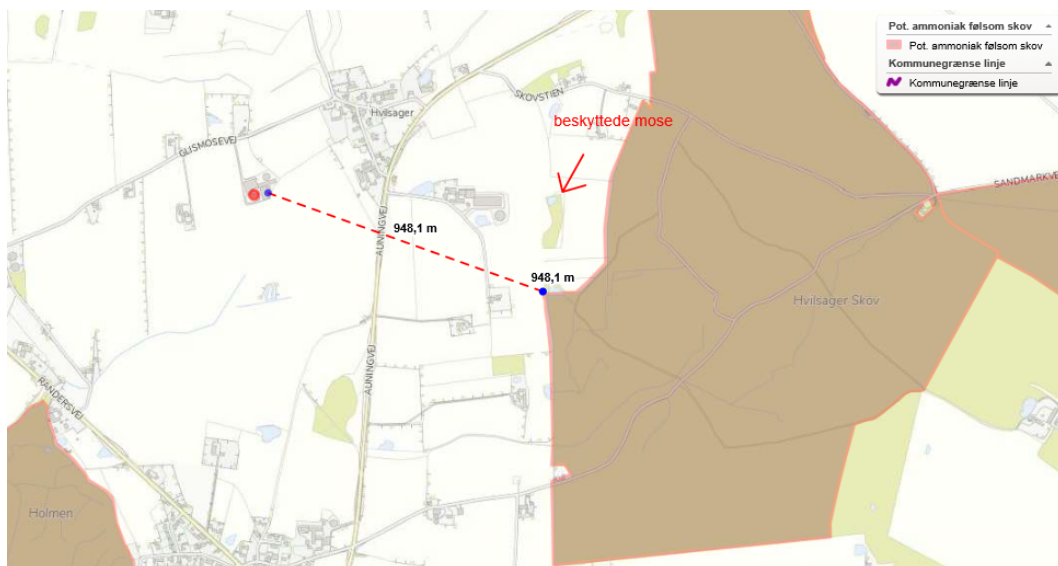 Pot. ammoniak følsom skov
Pot. ammoniak følsom skov
Kommunegrænse linje
Kommunegrænse linje
Hvilsager
SKOVSTIEN
beskyttede mose
GLISMOSEVEJ
SANDMARKVEJ
AUNINGVEJ
948,1 m
948,1 m
Hvilsager Skov
AUNINGVEJ
RANDERSVEJ
Holmen